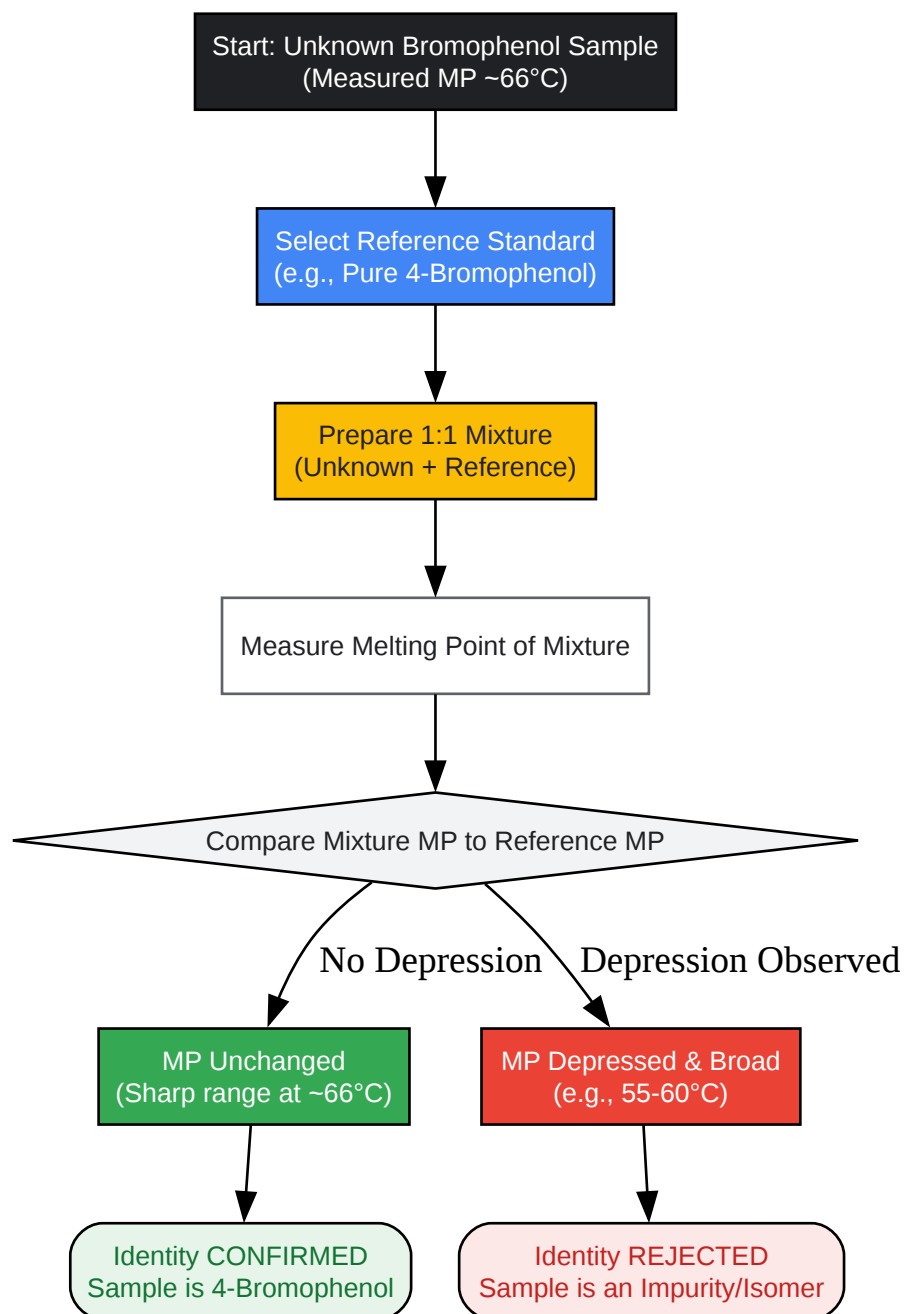 Start: Unknown Bromophenol Sample
(Measured MP ~66°C)
Select Reference Standard
(e.g., Pure 4-Bromophenol)
Prepare 1:1 Mixture
(Unknown + Reference)
Measure Melting Point of Mixture
Compare Mixture MP to Reference MP
No Depression
Depression Observed
MP Unchanged
(Sharp range at ~66°C)
MP Depressed & Broad
(e.g., 55-60°C)
Identity CONFIRMED
Sample is 4-Bromophenol
Identity REJECTED
Sample is an Impurity/Isomer